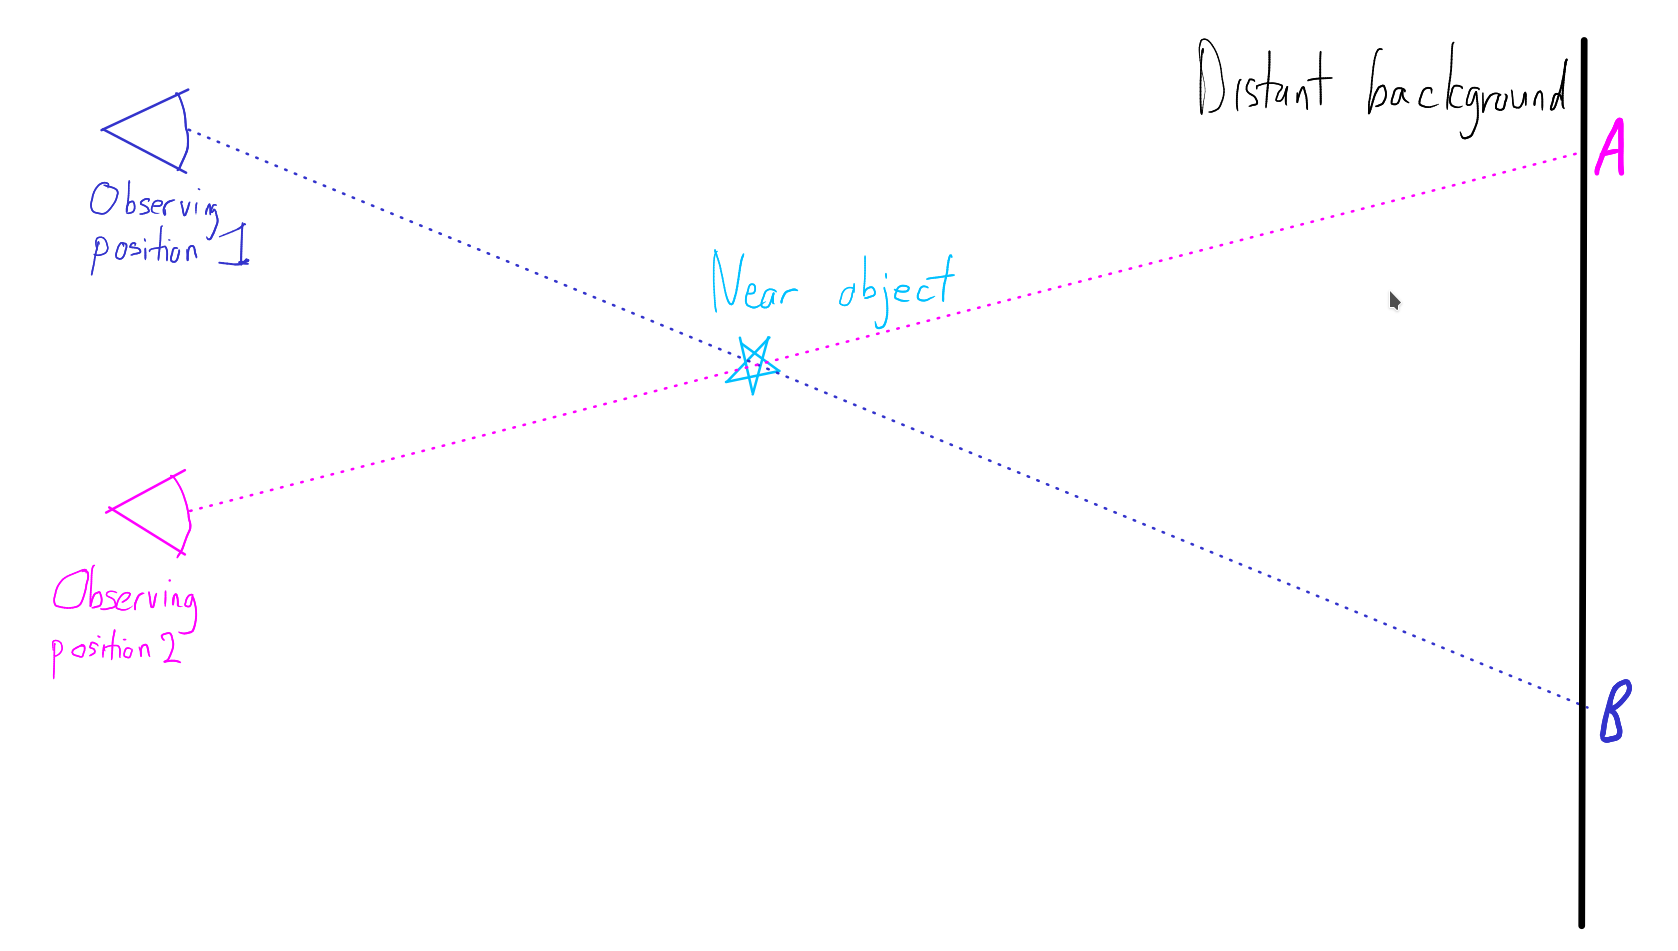 Distant background
A
Observing
position 1
Near object
Observing
position 2
B